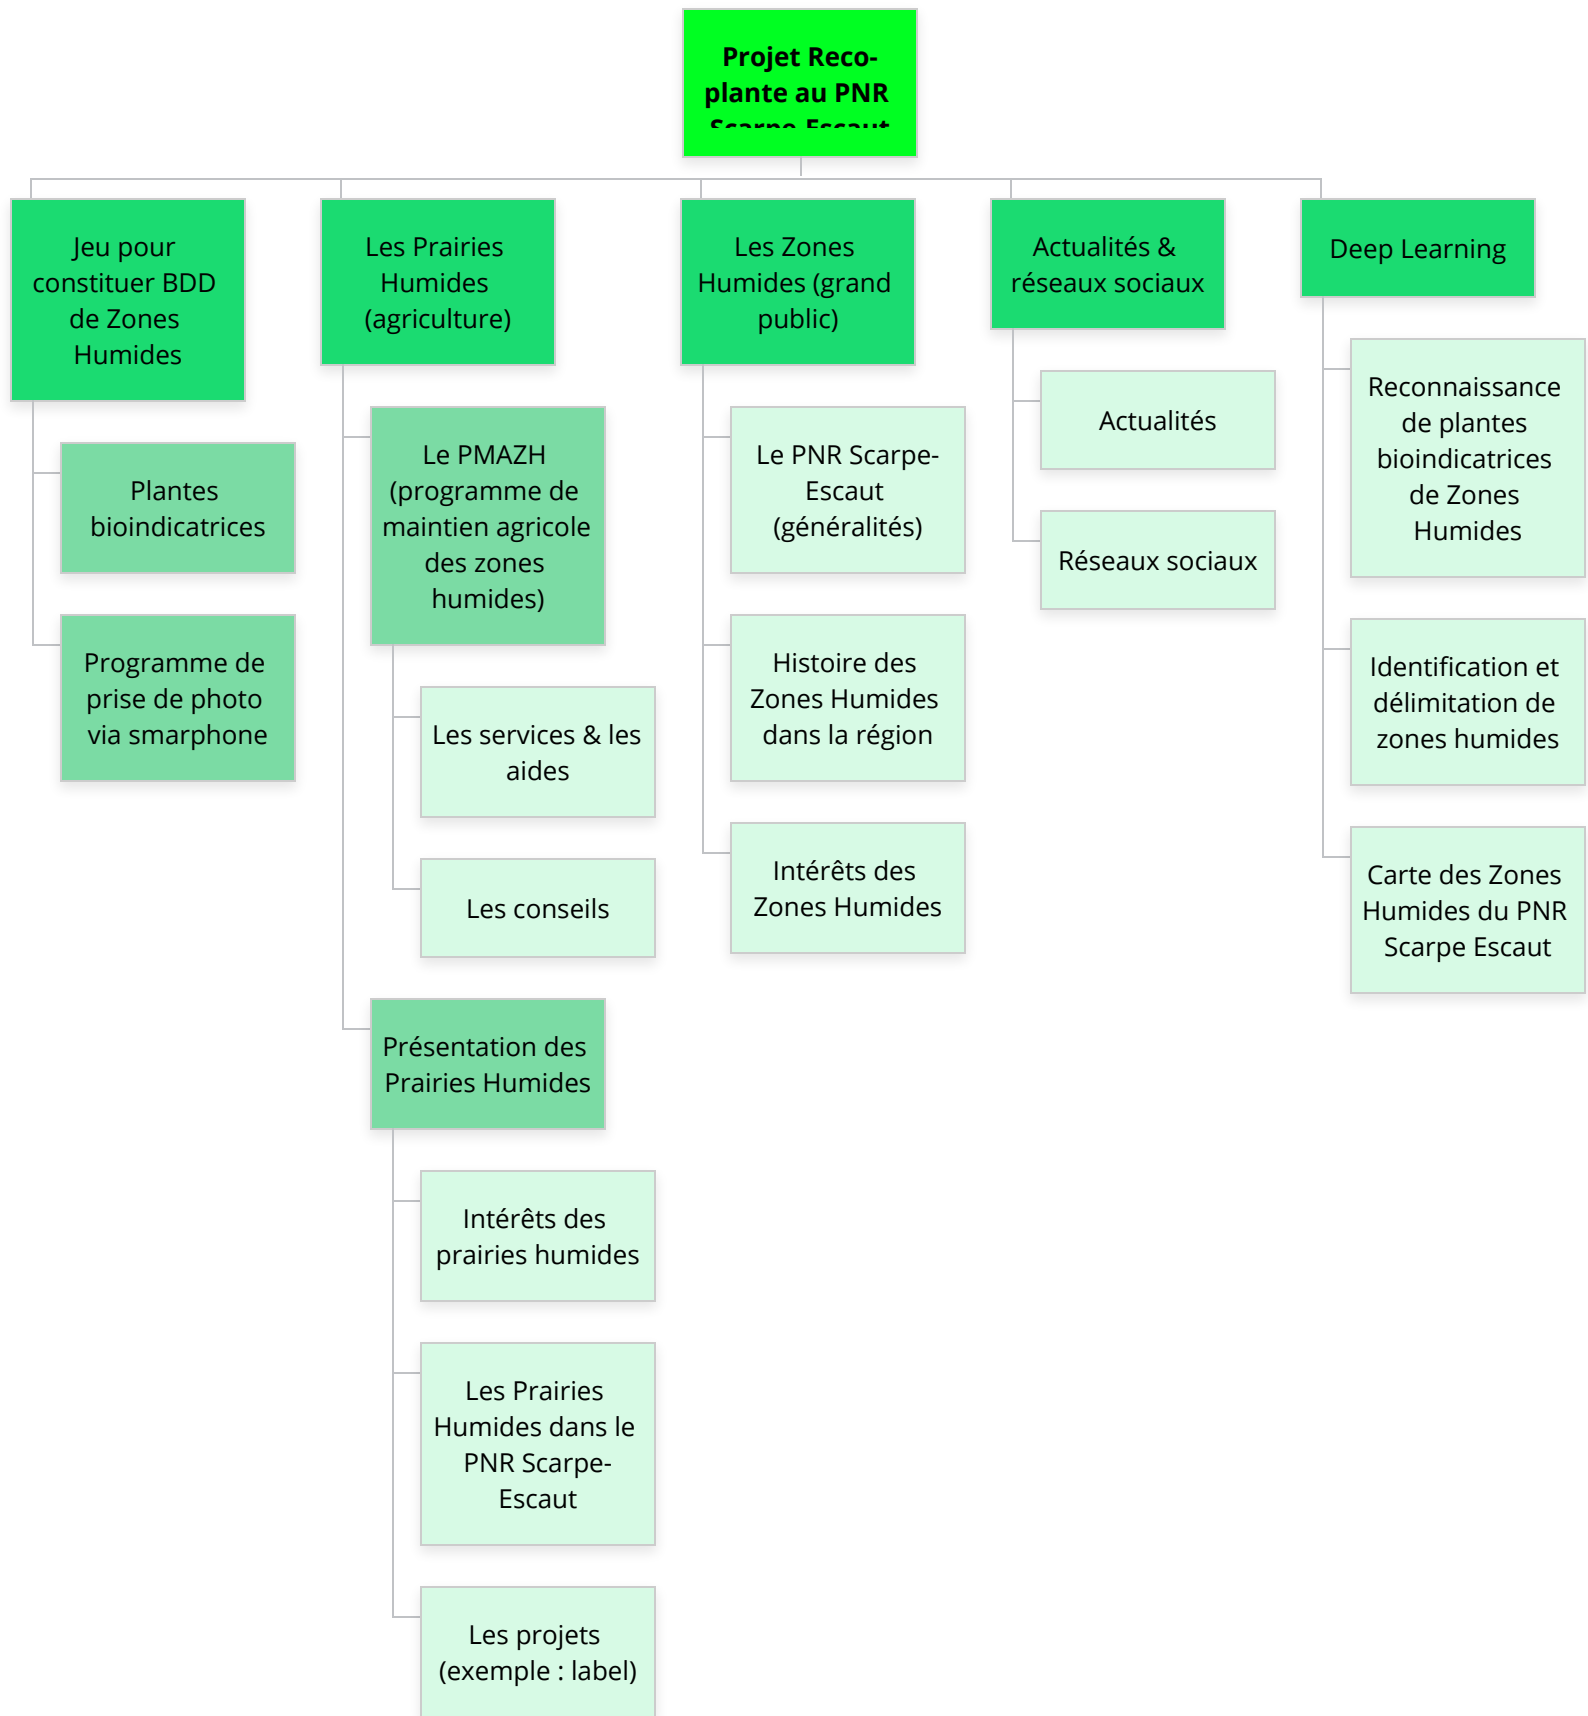 Projet Reco-
plante au PNR
Scarpe Escaut
Jeu pour
constituer BDD
de Zones
Humides
Plantes
bioindicatrices
Programme de
prise de photo
via smarphone
Les Prairies
Humides
(agriculture)
Le PMAZH
(programme de
maintien agricole
des zones
humides)
Les services & les
aides
Les conseils
Présentation des
Prairies Humides
Intérêts des
prairies humides
Les Prairies
Humides dans le
PNR Scarpe-
Escaut
Les projets
(exemple : label)
Les Zones
Humides (grand
public)
Le PNR Scarpe-
Escaut
(généralités)
Histoire des
Zones Humides
dans la région
Intérêts des
Zones Humides
Actualités &
réseaux sociaux
Actualités
Réseaux sociaux
Deep Learning
Reconnaissance
de plantes
bioindicatrices
de Zones
Humides
Identification et
délimitation de
zones humides
Carte des Zones
Humides du PNR
Scarpe Escaut